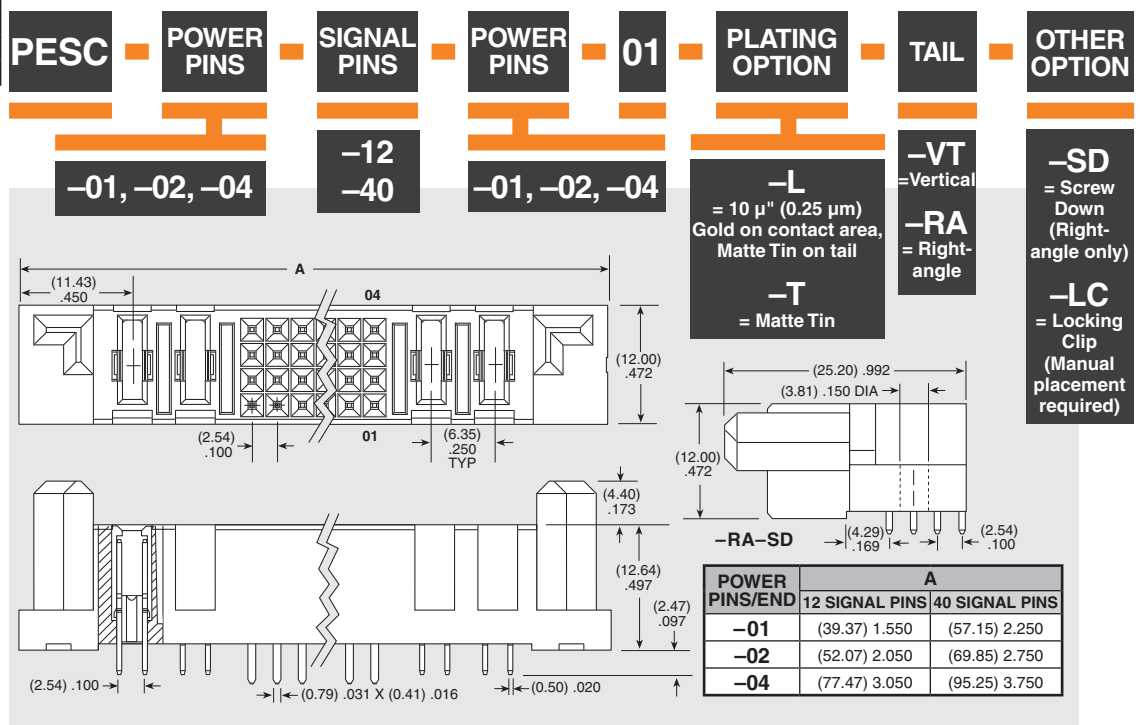 PESC – POWER PINS – SIGNAL PINS – POWER PINS – 01 – PLATING OPTION – TAIL – OTHER OPTION
–01, –02, –04
–12
–40
–01, –02, –04
–L
= 10 µ" (0.25 µm)
Gold on contact area,
Matte Tin on tail
–T
= Matte Tin
–VT
=Vertical
–RA
= Right-
angle
–SD
= Screw
Down
(Right-
angle only)
–LC
= Locking
Clip
(Manual
placement
required)
A
(11.43)
.450
04
(12.00)
.472
(2.54)
.100
01
(6.35)
.250
TYP
(4.40)
.173
(12.64)
.497
(2.47)
.097
(2.54) .100
(0.79) .031 X (0.41) .016
(0.50) .020
(25.20) .992
(3.81) .150 DIA
(12.00)
.472
–RA–SD
(4.29)
.169
(2.54)
.100
POWER PINS/END A
12 SIGNAL PINS 40 SIGNAL PINS
–01 (39.37) 1.550 (57.15) 2.250
–02 (52.07) 2.050 (69.85) 2.750
–04 (77.47) 3.050 (95.25) 3.750